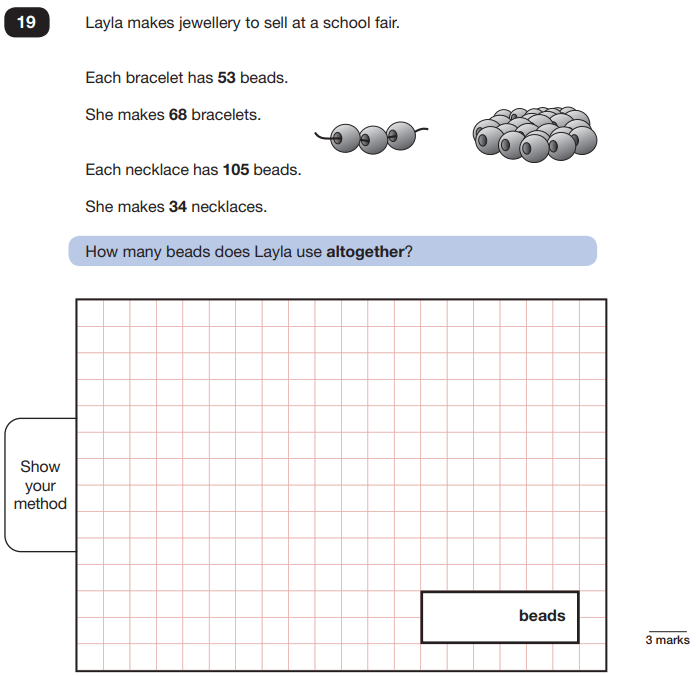 19
Layla makes jewellery to sell at a school fair.
Each bracelet has 53 beads.
She makes 68 bracelets.
Each necklace has 105 beads.
She makes 34 necklaces.
How many beads does Layla use altogether?
Show
your
method
beads
3 marks